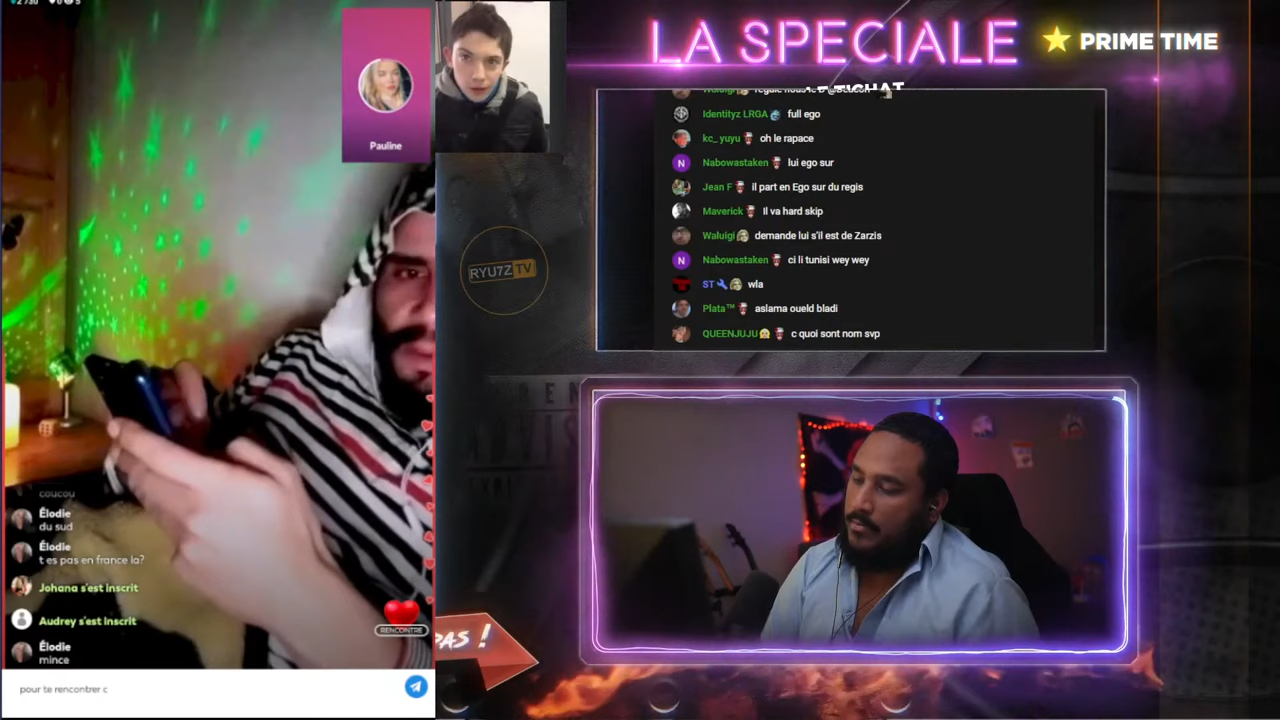 2 730
Pauline
coucou
Élodie
du sud
Élodie
t es pas en france la?
Johana s'est inscrit
Audrey s'est inscrit
Élodie
mince
RENCONTRE
pour te rencontrer c
LA SPECIALE
PRIME TIME
Identityz LRGA full ego
kc_yuyu oh le rapace
N Nabowastaken lui ego sur
Jean F il part en Ego sur du regis
Maverick Il va hard skip
Waluigi demande lui s'il est de Zarzis
N Nabowastaken ci li tunisi wey wey
ST wla
Plata™ aslama oueld bladi
QUEENJUJU c quoi sont nom svp
RYU7Z TV
PAS !